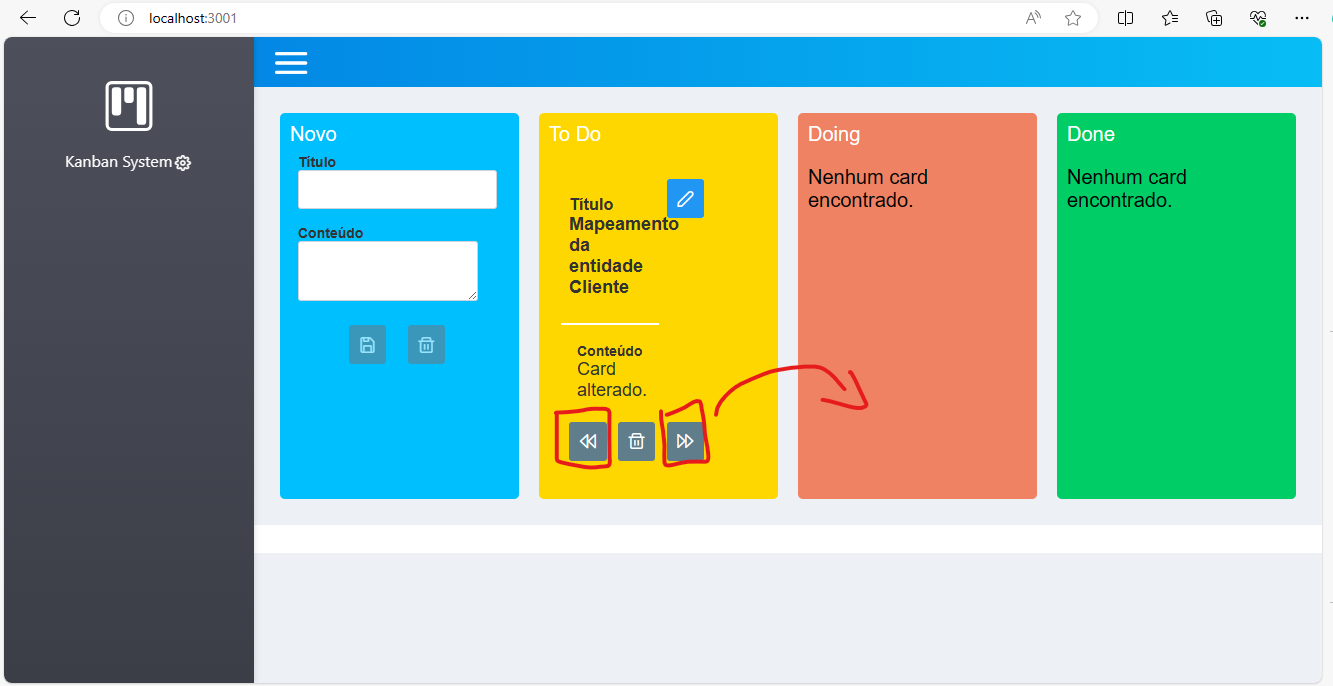 localhost:3001
Kanban System
Novo
Título
Conteúdo
To Do
Título
Mapeamento
da
entidade
Cliente
Conteúdo
Card
alterado.
Doing
Nenhum card
encontrado.
Done
Nenhum card
encontrado.